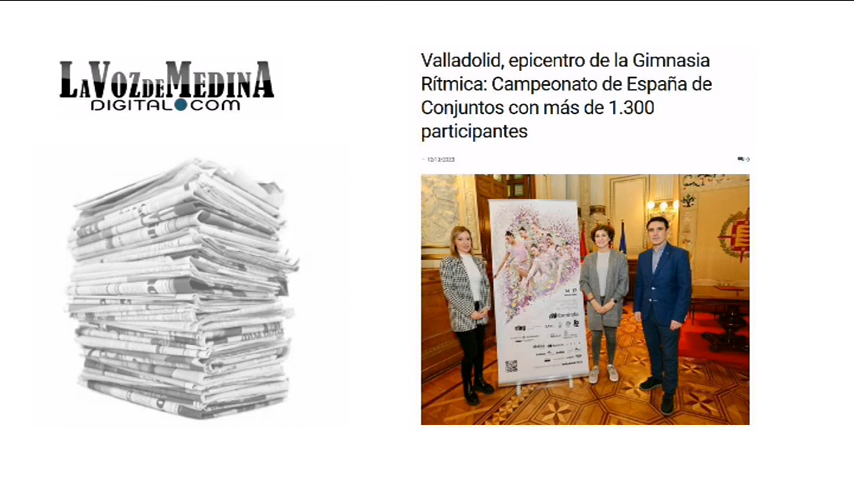 LAVOZDEMEDINA
DIGITAL.COM
Valladolid, epicentro de la Gimnasia
Rítmica: Campeonato de España de
Conjuntos con más de 1.300
participantes
0